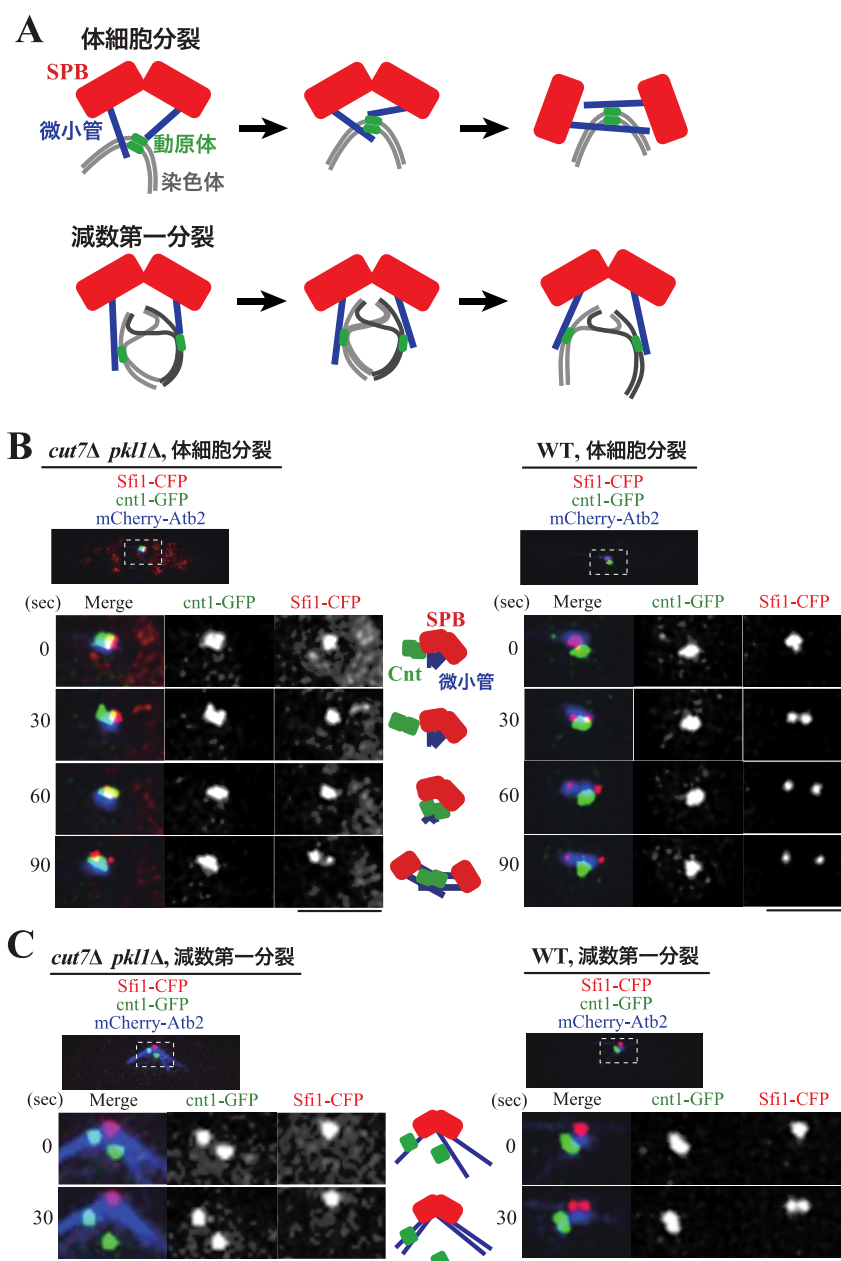 A
体細胞分裂
SPB
微小管
動原体
染色体
減数第一分裂
B
cut7Δ pkl1Δ, 体細胞分裂
Sfi1-CFP
cnt1-GFP
mCherry-Atb2
WT, 体細胞分裂
Sfi1-CFP
cnt1-GFP
mCherry-Atb2
(sec) Merge cnt1-GFP Sfi1-CFP Merge cnt1-GFP Sfi1-CFP
SPB
0 0
Cnt
微小管
30 30
60 60
90 90
C
cut7Δ pkl1Δ, 減数第一分裂
Sfi1-CFP
cnt1-GFP
mCherry-Atb2
WT, 減数第一分裂
Sfi1-CFP
cnt1-GFP
mCherry-Atb2
(sec) Merge cnt1-GFP Sfi1-CFP (sec) Merge cnt1-GFP Sfi1-CFP
0 0
30 30